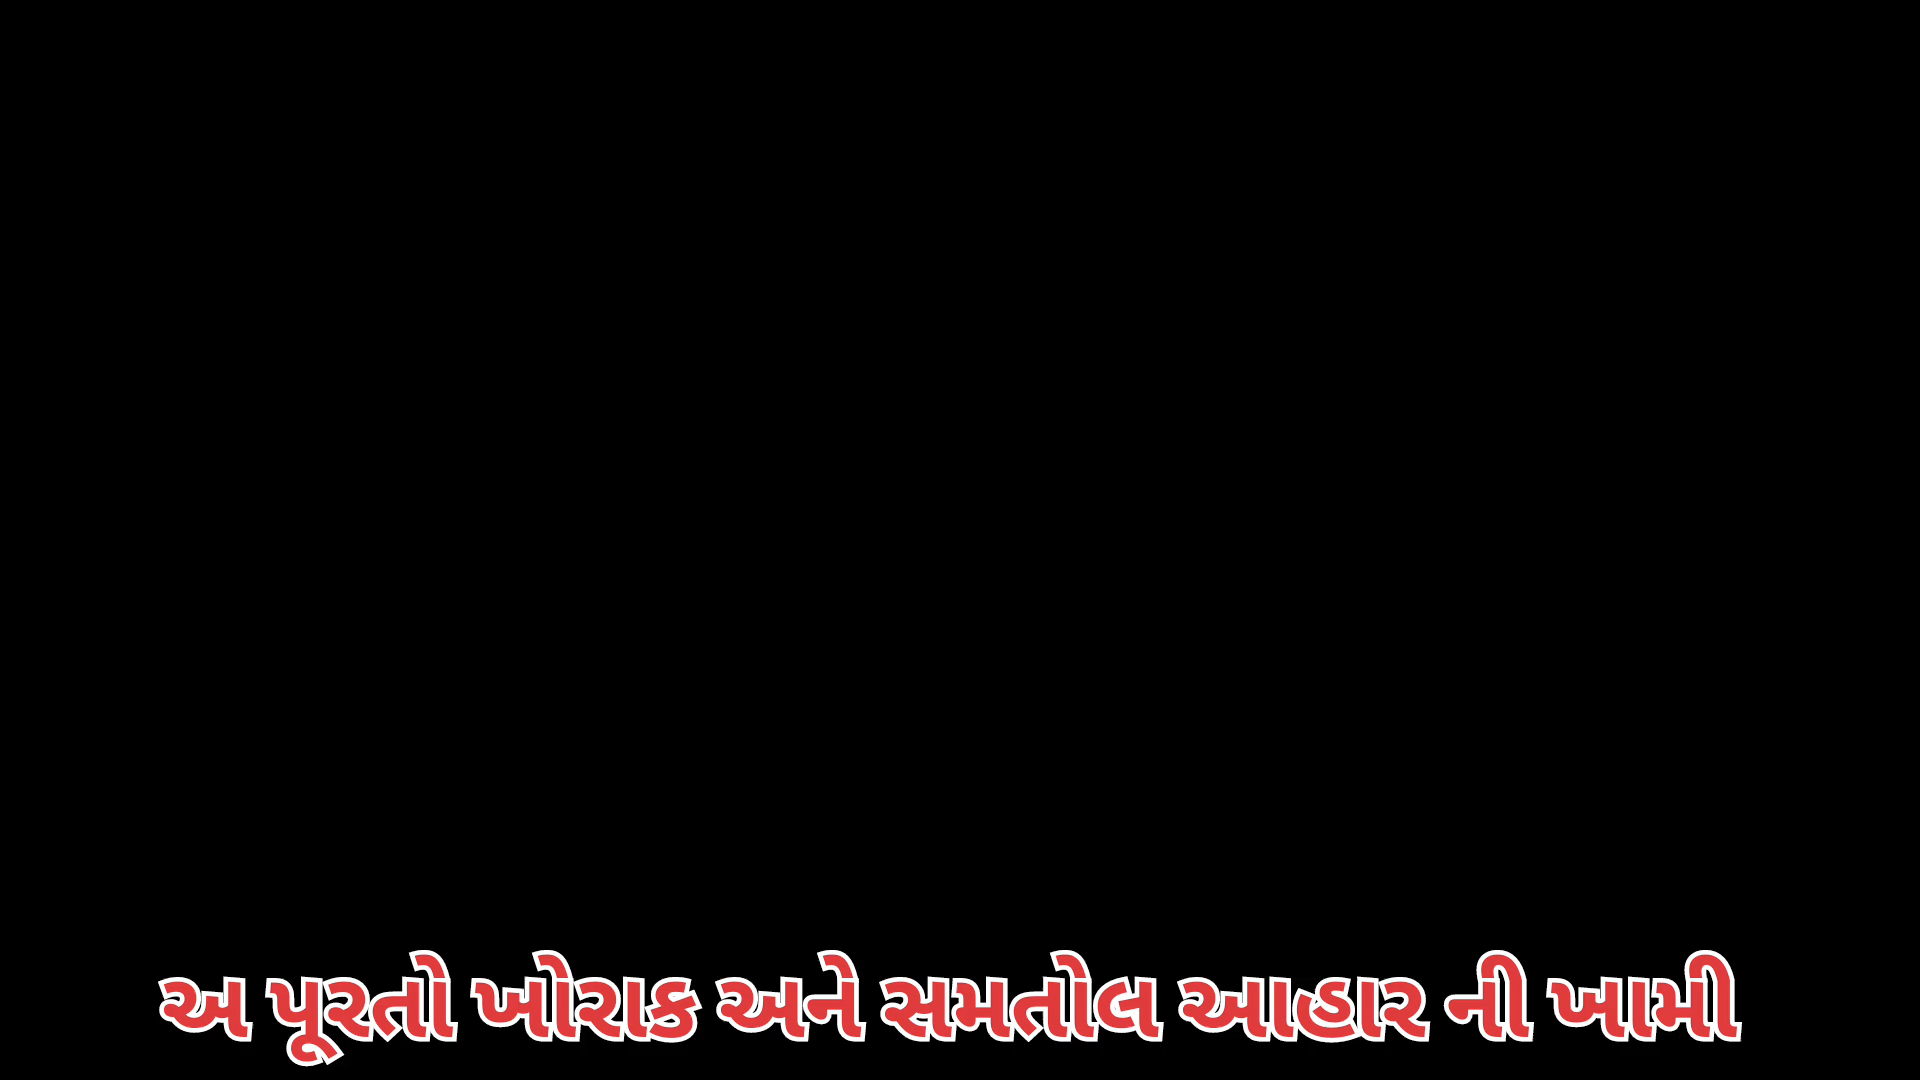 અ પૂરતો ખોરાક અને સમતોલ આહાર ની ખામી